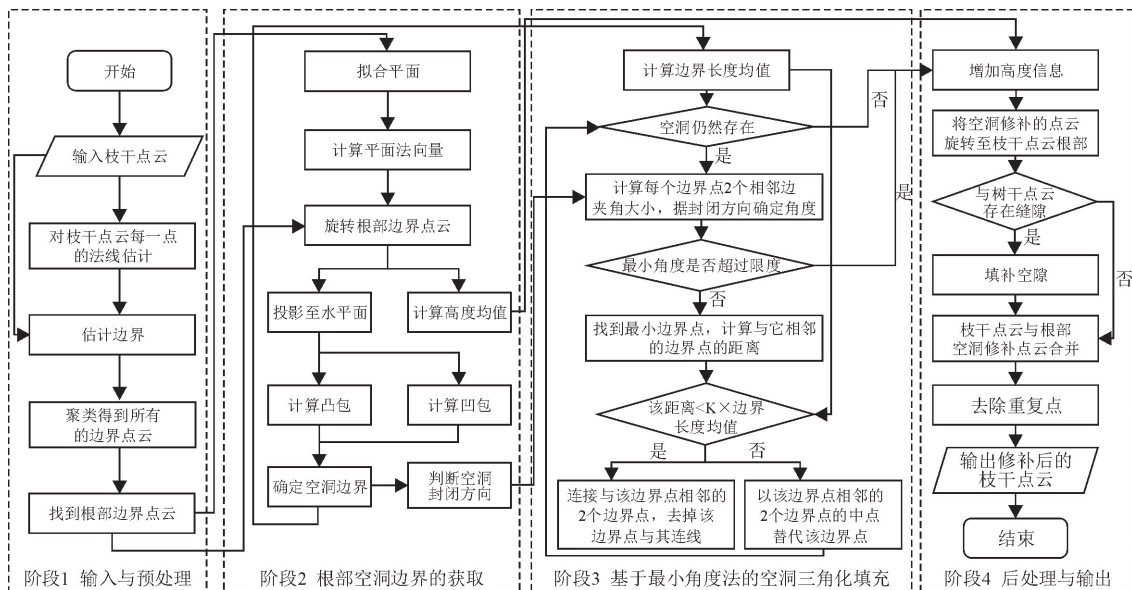 开始
输入枝干点云
对枝干点云每一点
的法线估计
估计边界
聚类得到所有
的边界点云
找到根部边界点云
阶段1 输入与预处理
拟合平面
计算平面法向量
旋转根部边界点云
投影至水平面
计算高度均值
计算凸包
计算凹包
确定空洞边界
判断空洞
封闭方向
阶段2 根部空洞边界的获取
计算边界长度均值
空洞仍然存在
否
是
计算每个边界点2个相邻边
夹角大小，据封闭方向确定角度
是
最小角度是否超过限度
否
找到最小边界点，计算与它相邻
的边界点的距离
该距离<K×边界
长度均值
是
否
连接与该边界点相邻的
2个边界点，去掉该
边界点与其连线
以该边界点相邻的
2个边界点的中点
替代该边界点
阶段3 基于最小角度法的空洞三角化填充
增加高度信息
将空洞修补的点云
旋转至枝干点云根部
与树干点云
存在缝隙
是
否
填补空隙
枝干点云与根部
空洞修补点云合并
去除重复点
输出修补后的
枝干点云
结束
阶段4 后处理与输出